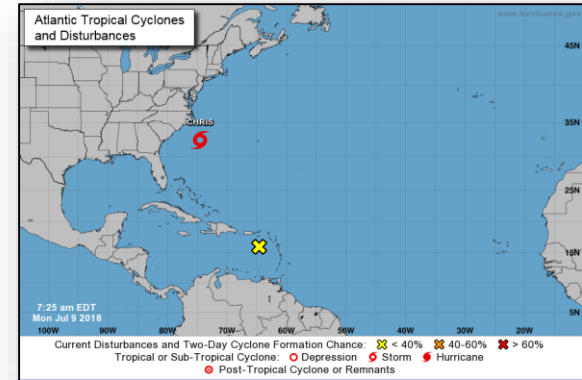 Atlantic Tropical Cyclones
and Disturbances
www.hurricanes.gov
45N
CHRIS
35N
25N
15N
7:25 am EDT
Mon Jul 9 2018
5N
100W 90W 80W 70W 60W 50W 40W 30W 20W 10W
Current Disturbances and Two-Day Cyclone Formation Chance: < 40% 40-60% > 60%
Tropical or Sub-Tropical Cyclone: Depression Storm Hurricane
Post-Tropical Cyclone or Remnants